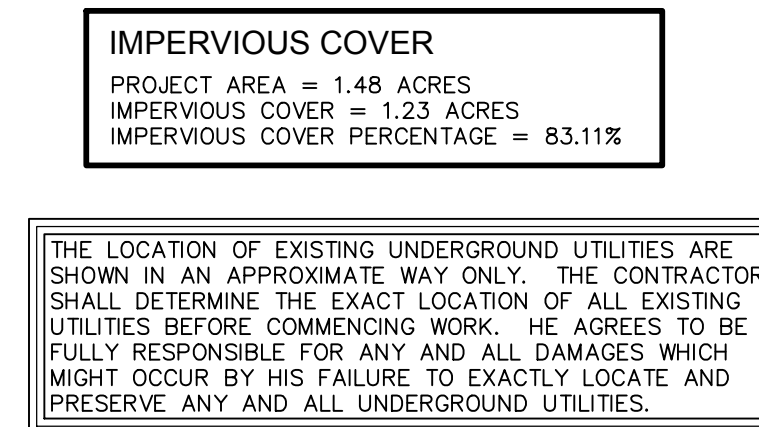 IMPERVIOUS COVER
PROJECT AREA = 1.48 ACRES
IMPERVIOUS COVER = 1.23 ACRES
IMPERVIOUS COVER PERCENTAGE = 83.11%
THE LOCATION OF EXISTING UNDERGROUND UTILITIES ARE
SHOWN IN AN APPROXIMATE WAY ONLY. THE CONTRACTOR
SHALL DETERMINE THE EXACT LOCATION OF ALL EXISTING
UTILITIES BEFORE COMMENCING WORK. HE AGREES TO BE
FULLY RESPONSIBLE FOR ANY AND ALL DAMAGES WHICH
MIGHT OCCUR BY HIS FAILURE TO EXACTLY LOCATE AND
PRESERVE ANY AND ALL UNDERGROUND UTILITIES.